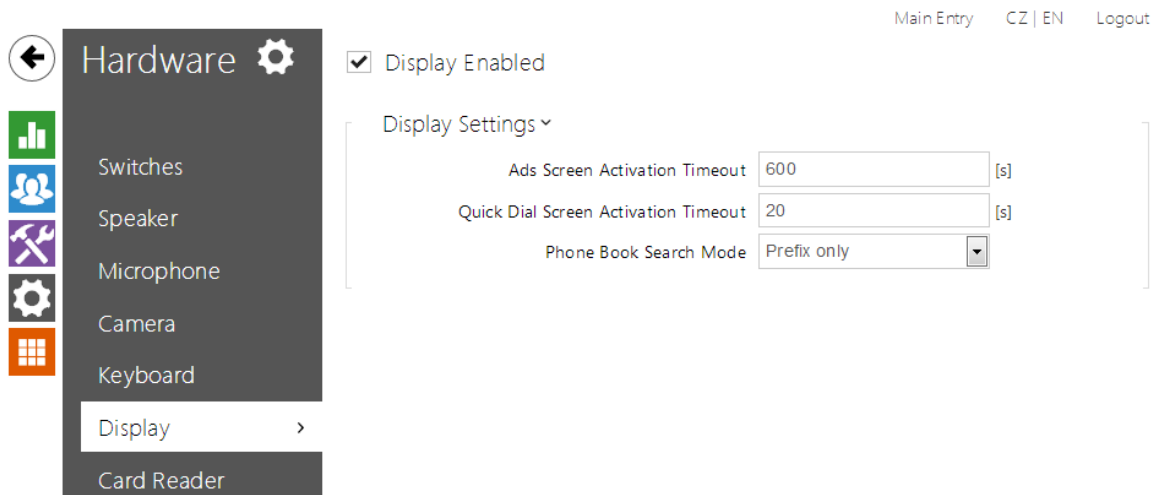 Main Entry CZ | EN Logout
Hardware
Switches
Speaker
Microphone
Camera
Keyboard
Display
Card Reader
Display Enabled
Display Settings
Ads Screen Activation Timeout 600 [s]
Quick Dial Screen Activation Timeout 20 [s]
Phone Book Search Mode Prefix only